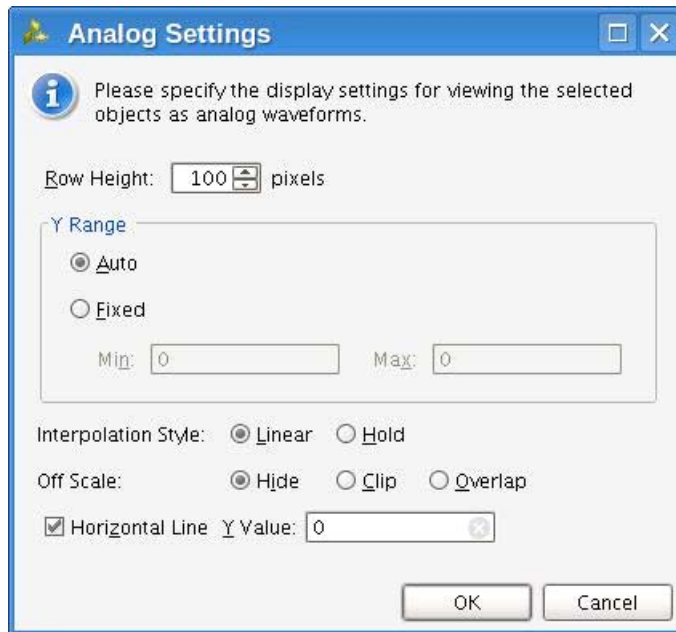 Analog Settings
Please specify the display settings for viewing the selected
objects as analog waveforms.
Row Height: 100 pixels
Y Range
Auto
Fixed
Min: 0 Max: 0
Interpolation Style: Linear Hold
Off Scale: Hide Clip Overlap
Horizontal Line Y Value: 0
OK Cancel